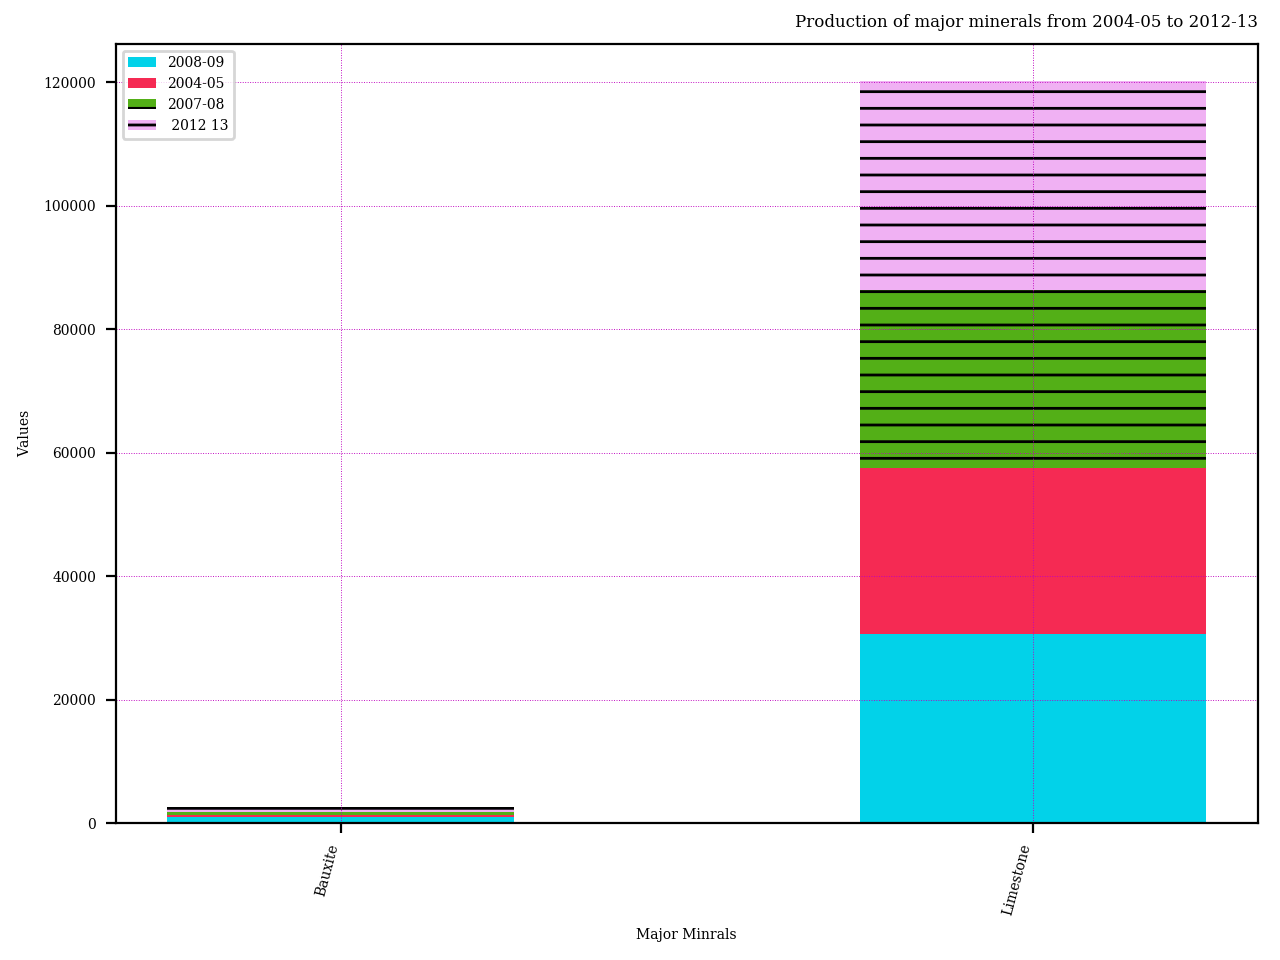 Production of major minerals from 2004-05 to 2012-13
2008-09
2004-05
2007-08
2012 13
120000
100000
80000
60000
40000
20000
0
Values
Bauxite
Limestone
Major Minrals